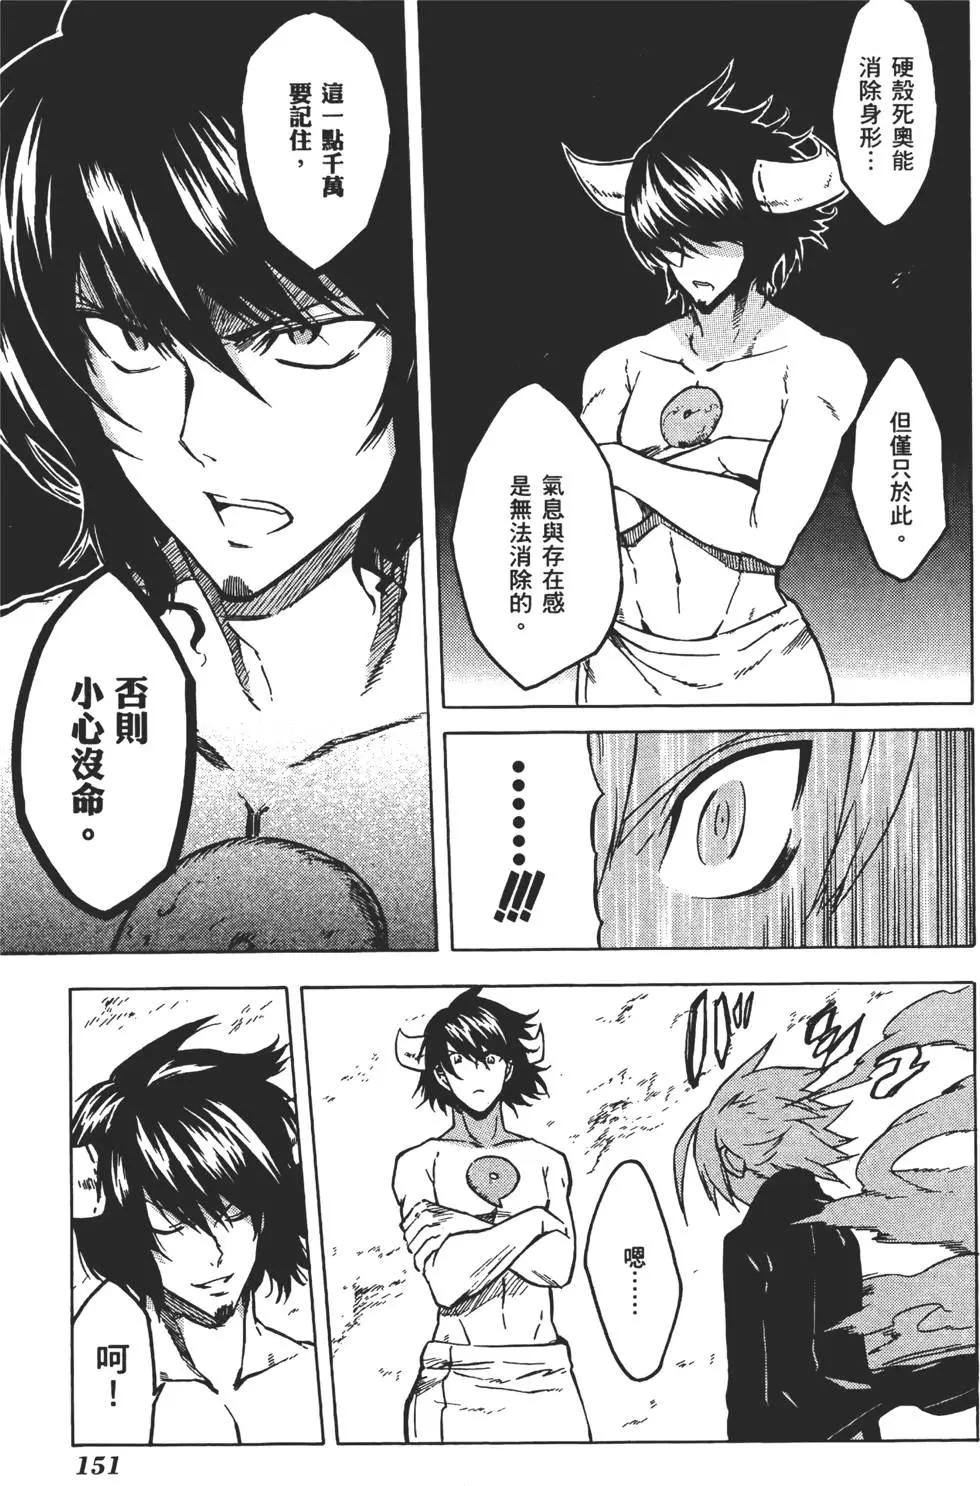 硬殼死奧能
消除身形…
但僅只於此。
氣息與存在感
是無法消除的。
這一點千萬
要記住，
否則
小心沒命。
……!!!
嗯……
呵！
151